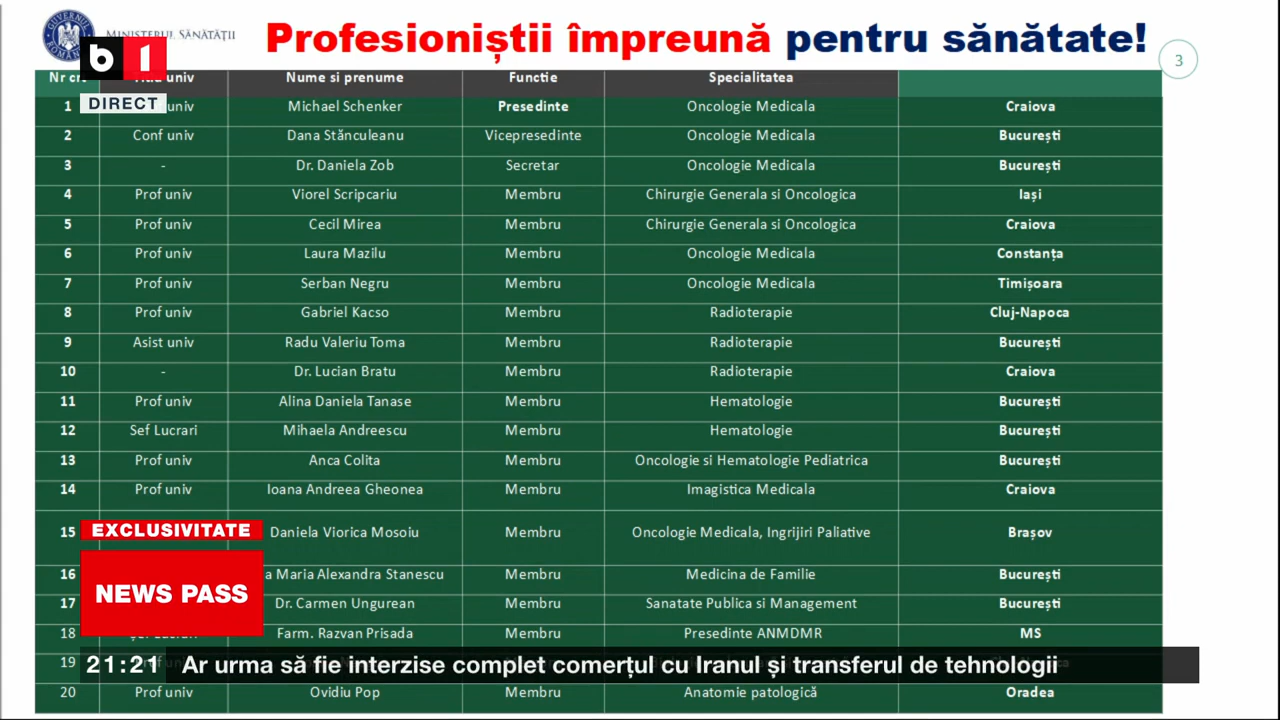 GUVERNUL
MINISTERUL SĂNĂTĂȚII
Profesioniștii împreună pentru sănătate!
3
b1
DIRECT
Nr univ Nume si prenume Functie Specialitatea
1 univ Michael Schenker Presedinte Oncologie Medicala Craiova
2 Conf univ Dana Stănculeanu Vicepresedinte Oncologie Medicala București
3 - Dr. Daniela Zob Secretar Oncologie Medicala București
4 Prof univ Viorel Scripcariu Membru Chirurgie Generala si Oncologica Iași
5 Prof univ Cecil Mirea Membru Chirurgie Generala si Oncologica Craiova
6 Prof univ Laura Mazilu Membru Oncologie Medicala Constanța
7 Prof univ Serban Negru Membru Oncologie Medicala Timișoara
8 Prof univ Gabriel Kacso Membru Radioterapie Cluj-Napoca
9 Asist univ Radu Valeriu Toma Membru Radioterapie București
10 - Dr. Lucian Bratu Membru Radioterapie Craiova
11 Prof univ Alina Daniela Tanase Membru Hematologie București
12 Sef Lucrari Mihaela Andreescu Membru Hematologie București
13 Prof univ Anca Colita Membru Oncologie si Hematologie Pediatrica București
14 Prof univ Ioana Andreea Gheonea Membru Imagistica Medicala Craiova
15 Daniela Viorica Mosoiu Membru Oncologie Medicala, Ingrijiri Paliative Brașov
16 a Maria Alexandra Stanescu Membru Medicina de Familie București
17 Dr. Carmen Ungurean Membru Sanatate Publica si Management București
18 Farm. Razvan Prisada Membru Presedinte ANMDMR MS
19
20 Prof univ Ovidiu Pop Membru Anatomie patologică Oradea
EXCLUSIVITATE
NEWS PASS
21:21 Ar urma să fie interzise complet comerțul cu Iranul și transferul de tehnologii